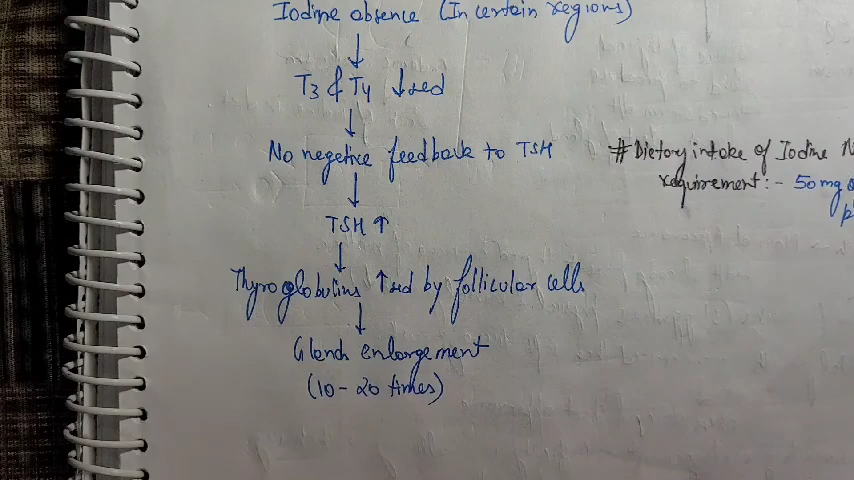 Iodine absence (In certain regions)
↓
T3 & T4 ↓sed
↓
No negetive feedback to TSH
↓
TSH ↑
↓
Thyroglobulins ↑sed by follicular cells
↓
Gland enlargement
(10-20 times)
# Dietary intake of Iodine N
requirement:- 50 mg